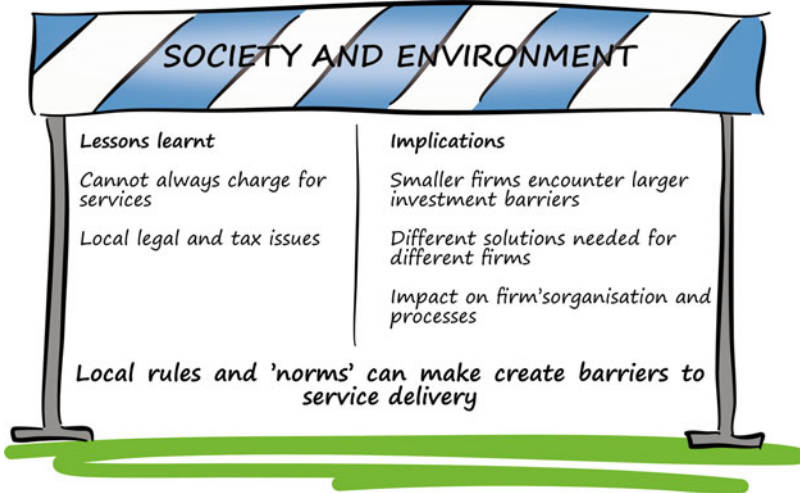 SOCIETY AND ENVIRONMENT
Lessons learnt
Cannot always charge for
services
Local legal and tax issues
Implications
Smaller firms encounter larger
investment barriers
Different solutions needed for
different firms
Impact on firm'sorganisation and
processes
Local rules and 'norms' can make create barriers to
service delivery